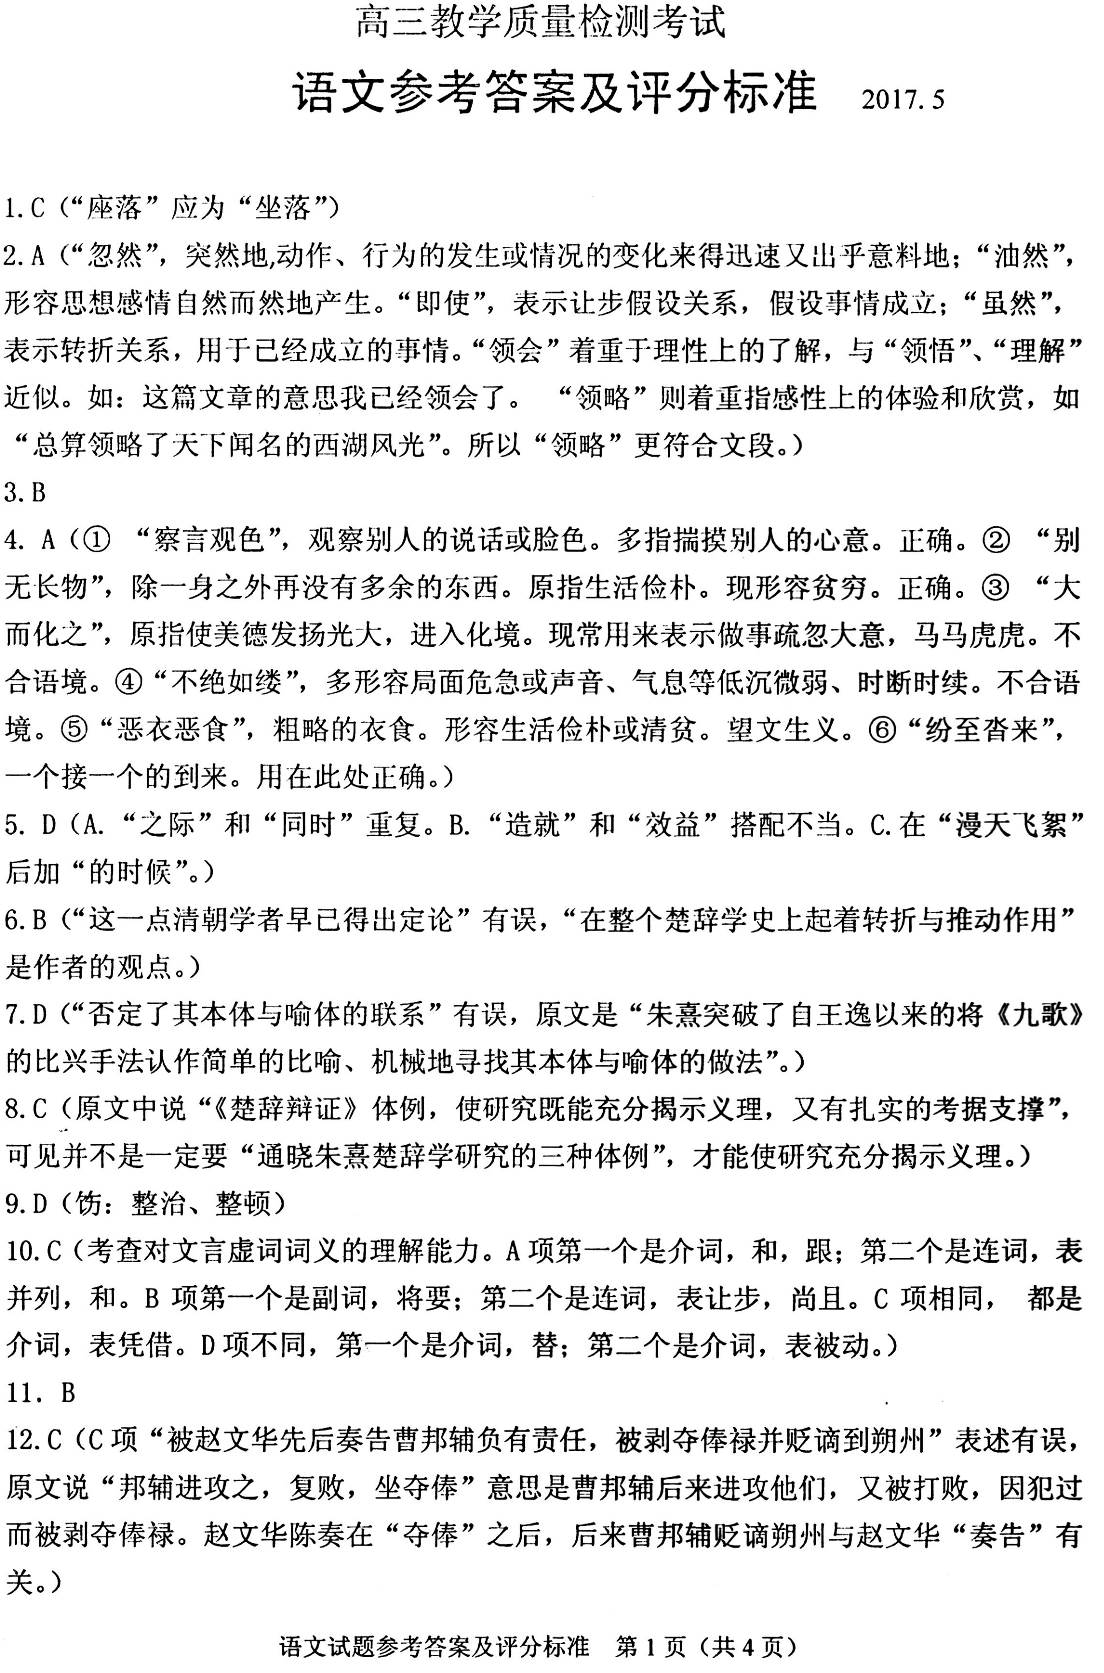 高三教学质量检测考试
语文参考答案及评分标准 2017.5
1.C（“座落”应为“坐落”）
2.A（“忽然”，突然地,动作、行为的发生或情况的变化来得迅速又出乎意料地；“油然”，
形容思想感情自然而然地产生。“即使”，表示让步假设关系，假设事情成立；“虽然”，
表示转折关系，用于已经成立的事情。“领会”着重于理性上的了解，与“领悟”、“理解”
近似。如：这篇文章的意思我已经领会了。 “领略”则着重指感性上的体验和欣赏，如
“总算领略了天下闻名的西湖风光”。所以“领略”更符合文段。）
3.B
4. A（① “察言观色”，观察别人的说话或脸色。多指揣摸别人的心意。正确。② “别
无长物”，除一身之外再没有多余的东西。原指生活俭朴。现形容贫穷。正确。③ “大
而化之”，原指使美德发扬光大，进入化境。现常用来表示做事疏忽大意，马马虎虎。不
合语境。④“不绝如缕”，多形容局面危急或声音、气息等低沉微弱、时断时续。不合语
境。⑤“恶衣恶食”，粗略的衣食。形容生活俭朴或清贫。望文生义。⑥“纷至沓来”，
一个接一个的到来。用在此处正确。）
5. D（A.“之际”和“同时”重复。B.“造就”和“效益”搭配不当。C.在“漫天飞絮”
后加“的时候”。）
6.B（“这一点清朝学者早已得出定论”有误，“在整个楚辞学史上起着转折与推动作用”
是作者的观点。）
7.D（“否定了其本体与喻体的联系”有误，原文是“朱熹突破了自王逸以来的将《九歌》
的比兴手法认作简单的比喻、机械地寻找其本体与喻体的做法”。）
8.C（原文中说“《楚辞辩证》体例，使研究既能充分揭示义理，又有扎实的考据支撑”，
可见并不是一定要“通晓朱熹楚辞学研究的三种体例”，才能使研究充分揭示义理。）
9.D（饬：整治、整顿）
10.C（考查对文言虚词词义的理解能力。A 项第一个是介词，和，跟；第二个是连词，表
并列，和。B 项第一个是副词，将要；第二个是连词，表让步，尚且。C 项相同， 都是
介词，表凭借。D 项不同，第一个是介词，替；第二个是介词，表被动。）
11. B
12.C（C 项“被赵文华先后奏告曹邦辅负有责任，被剥夺俸禄并贬谪到朔州”表述有误，
原文说“邦辅进攻之，复败，坐夺俸”意思是曹邦辅后来进攻他们，又被打败，因犯过
而被剥夺俸禄。赵文华陈奏在“夺俸”之后，后来曹邦辅贬谪朔州与赵文华“奏告”有
关。）
语文试题参考答案及评分标准 第 1 页（共 4 页）